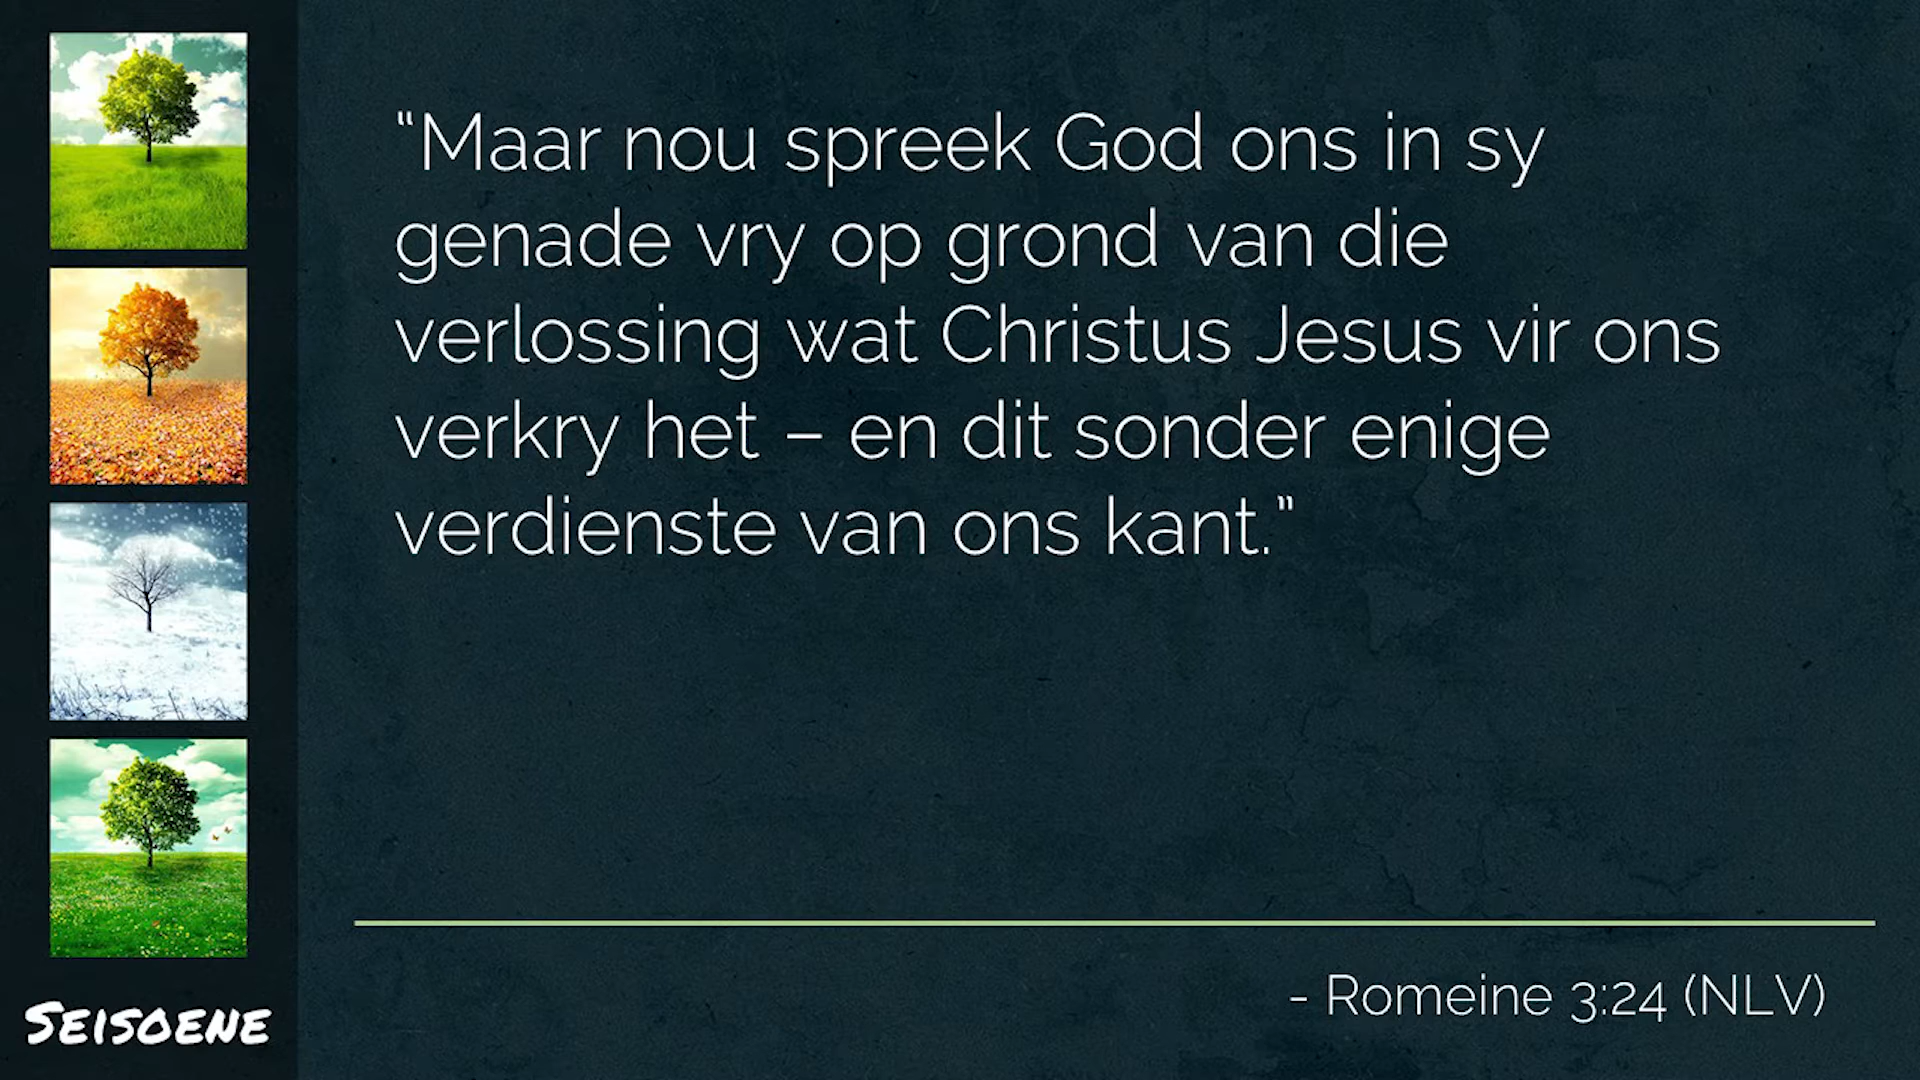 “Maar nou spreek God ons in sy
genade vry op grond van die
verlossing wat Christus Jesus vir ons
verkry het – en dit sonder enige
verdienste van ons kant.”
- Romeine 3:24 (NLV)
SEISOENE